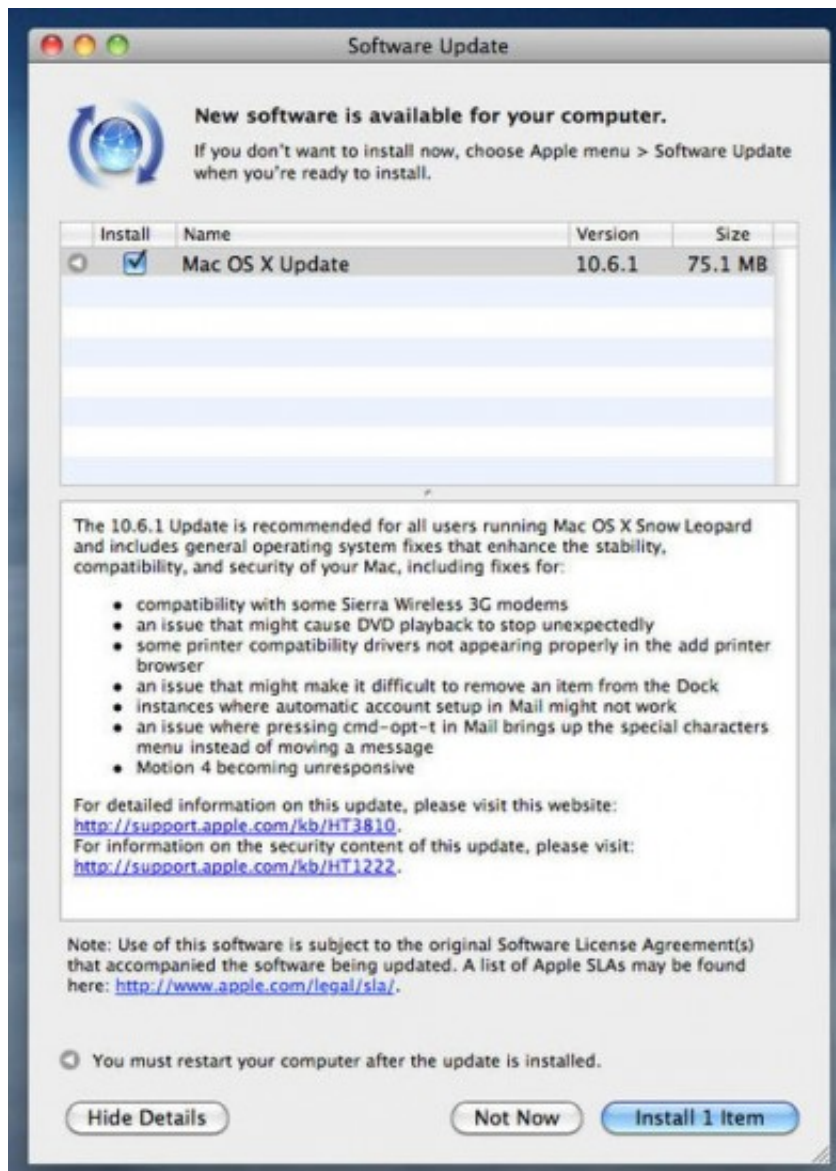 Software Update
New software is available for your computer.
If you don't want to install now, choose Apple menu > Software Update
when you're ready to install.
Install Name Version Size
Mac OS X Update 10.6.1 75.1 MB
The 10.6.1 Update is recommended for all users running Mac OS X Snow Leopard
and includes general operating system fixes that enhance the stability,
compatibility, and security of your Mac, including fixes for:
• compatibility with some Sierra Wireless 3G modems
• an issue that might cause DVD playback to stop unexpectedly
• some printer compatibility drivers not appearing properly in the add printer
browser
• an issue that might make it difficult to remove an item from the Dock
• instances where automatic account setup in Mail might not work
• an issue where pressing cmd-opt-t in Mail brings up the special characters
menu instead of moving a message
• Motion 4 becoming unresponsive
For detailed information on this update, please visit this website:
http://support.apple.com/kb/HT3810.
For information on the security content of this update, please visit:
http://support.apple.com/kb/HT1222.
Note: Use of this software is subject to the original Software License Agreement(s)
that accompanied the software being updated. A list of Apple SLAs may be found
here: http://www.apple.com/legal/sla/.
You must restart your computer after the update is installed.
Hide Details Not Now Install 1 Item